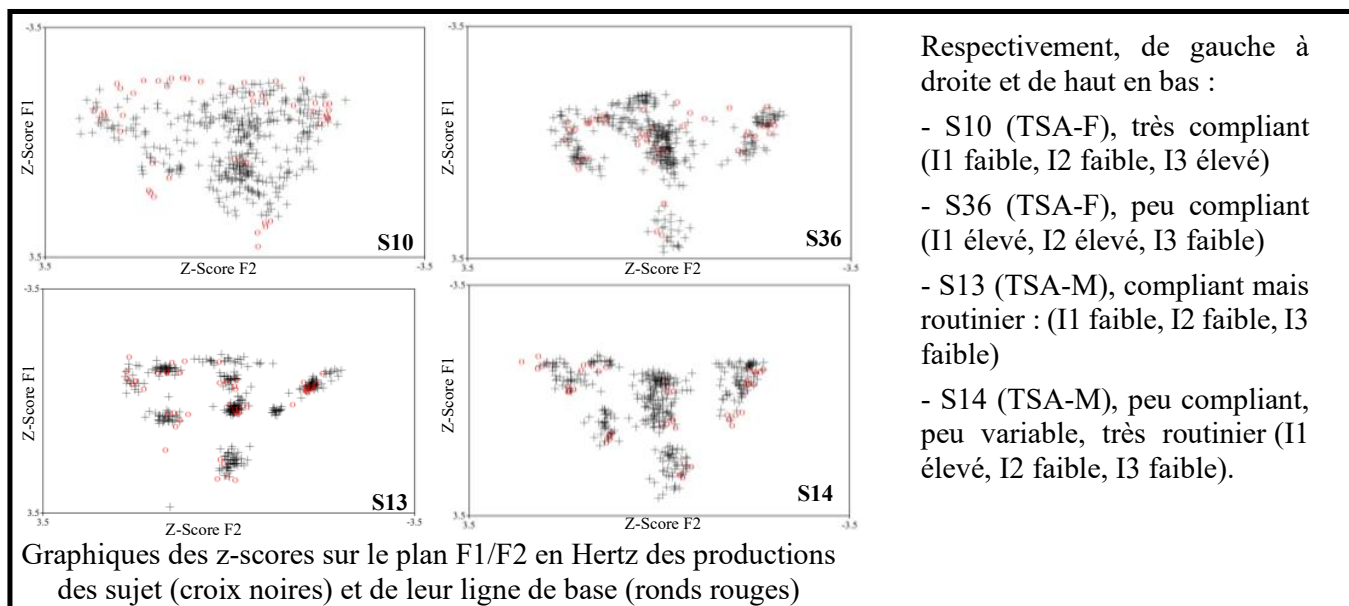 -3.5
Z-Score F1
S10
3.5
3.5
Z-Score F2
-3.5
-3.5
Z-Score F1
S36
3.5
3.5
Z-Score F2
-3.5
-3.5
Z-Score F1
S13
3.5
3.5
Z-Score F2
-3.5
-3.5
Z-Score F1
S14
3.5
3.5
Z-Score F2
-3.5
Graphiques des z-scores sur le plan F1/F2 en Hertz des productions
des sujet (croix noires) et de leur ligne de base (ronds rouges)
Respectivement, de gauche à
droite et de haut en bas :
- S10 (TSA-F), très compliant
(I1 faible, I2 faible, I3 élevé)
- S36 (TSA-F), peu compliant
(I1 élevé, I2 élevé, I3 faible)
- S13 (TSA-M), compliant mais
routinier : (I1 faible, I2 faible, I3
faible)
- S14 (TSA-M), peu compliant,
peu variable, très routinier (I1
élevé, I2 faible, I3 faible).